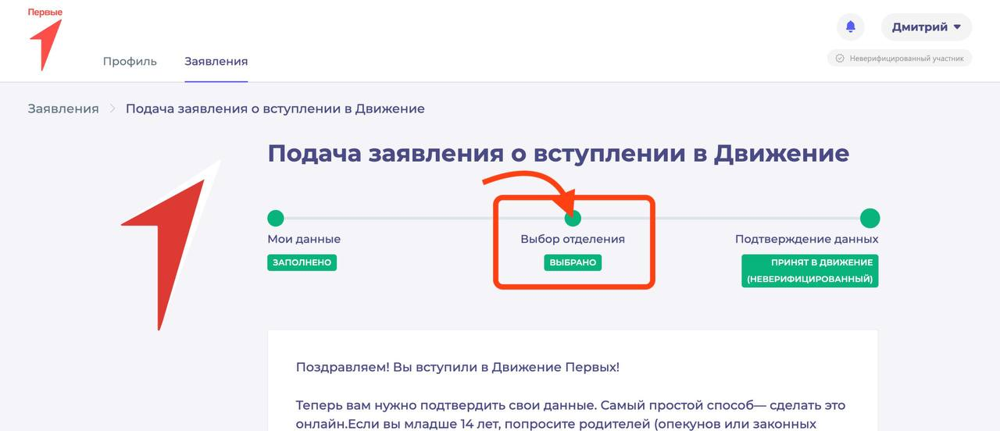 Первые
Дмитрий
Профиль
Заявления
Неверифицированный участник
Заявления
Подача заявления о вступлении в Движение
Подача заявления о вступлении в Движение
Мои данные
Выбор отделения
Подтверждение данных
ЗАПОЛНЕНО
ВЫБРАНО
ПРИНЯТ В ДВИЖЕНИЕ
(НЕВЕРИФИЦИРОВАННЫЙ)
Поздравляем! Вы вступили в Движение Первых!
Теперь вам нужно подтвердить свои данные. Самый простой способ— сделать это
онлайн.Если вы младше 14 лет, попросите родителей (опекунов или законных